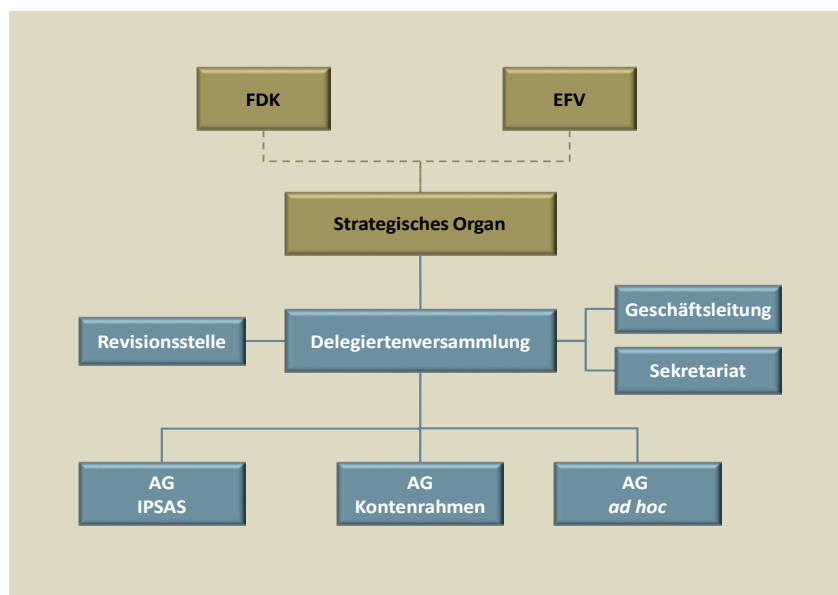 FDK
EFV
Strategisches Organ
Geschäftsleitung
Revisionsstelle
Delegiertenversammlung
Sekretariat
AG
IPSAS
AG
Kontenrahmen
AG
ad hoc